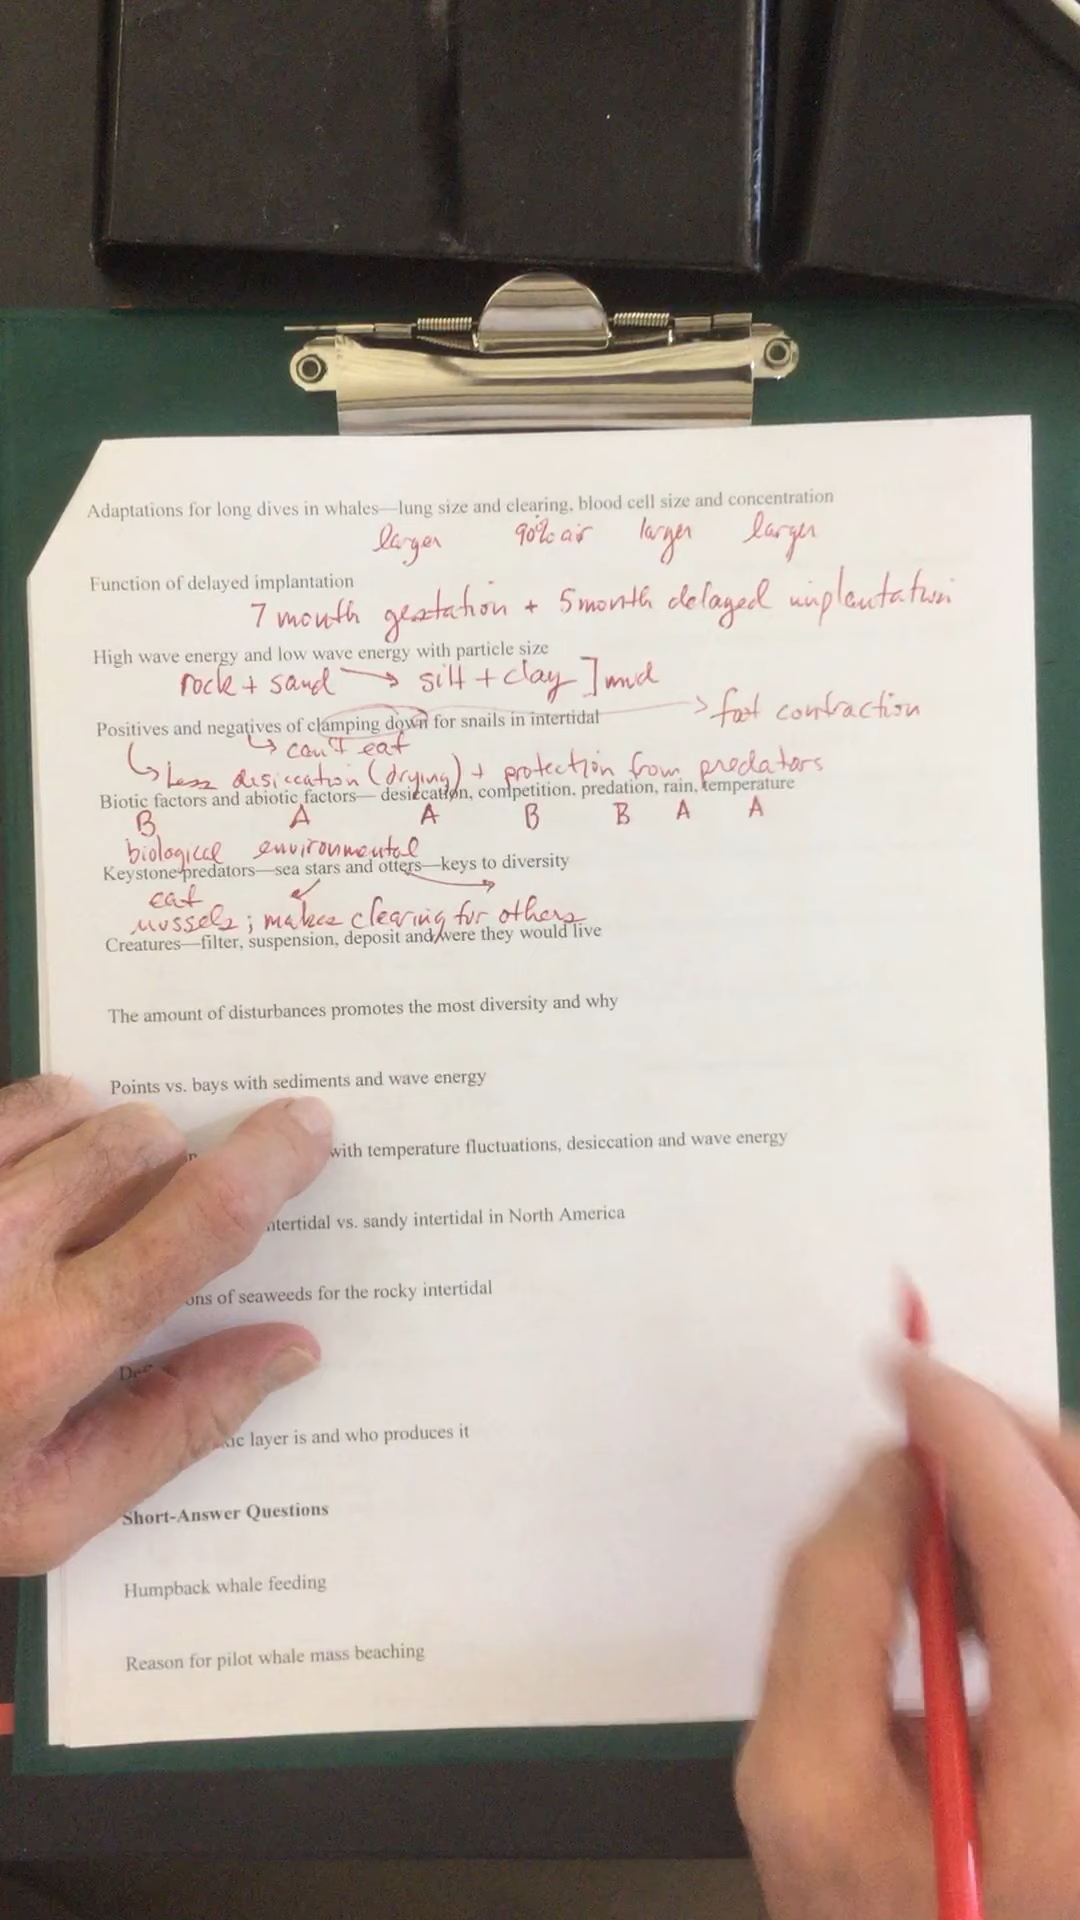 Adaptations for long dives in whales—lung size and clearing, blood cell size and concentration
larger 90% air larger larger
Function of delayed implantation
7 month gestation + 5 month delayed implantation
High wave energy and low wave energy with particle size
rock + sand → silt + clay ] mud
Positives and negatives of clamping down for snails in intertidal → foot contraction
↳ can't eat
↳ Less desiccation (drying) + protection from predators
Biotic factors and abiotic factors— desiccation, competition, predation, rain, temperature
B A A B B A A
biological environmental
Keystone predators—sea stars and otters—keys to diversity
eat
mussels; makes clearing for others
Creatures—filter, suspension, deposit and were they would live
The amount of disturbances promotes the most diversity and why
Points vs. bays with sediments and wave energy
with temperature fluctuations, desiccation and wave energy
ntertidal vs. sandy intertidal in North America
ons of seaweeds for the rocky intertidal
layer is and who produces it
Short-Answer Questions
Humpback whale feeding
Reason for pilot whale mass beaching